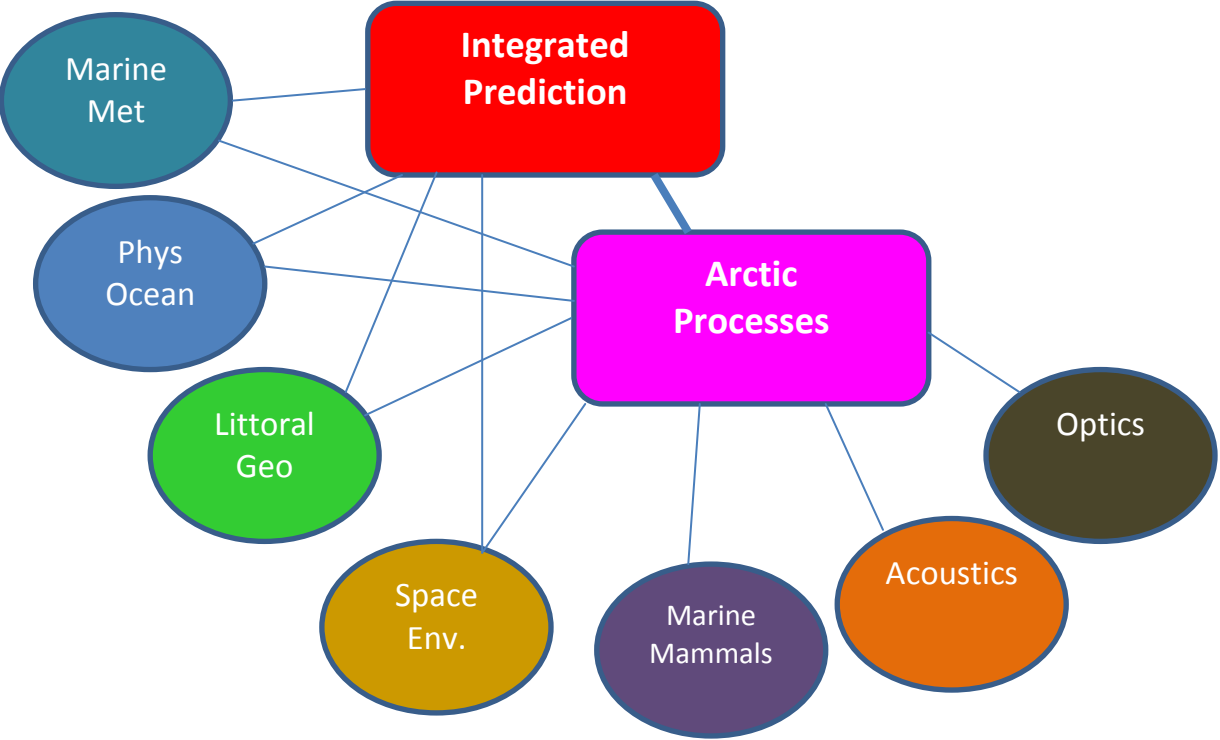 Integrated
Prediction
Marine
Met
Phys
Ocean
Arctic
Processes
Littoral
Geo
Optics
Space
Env.
Marine
Mammals
Acoustics